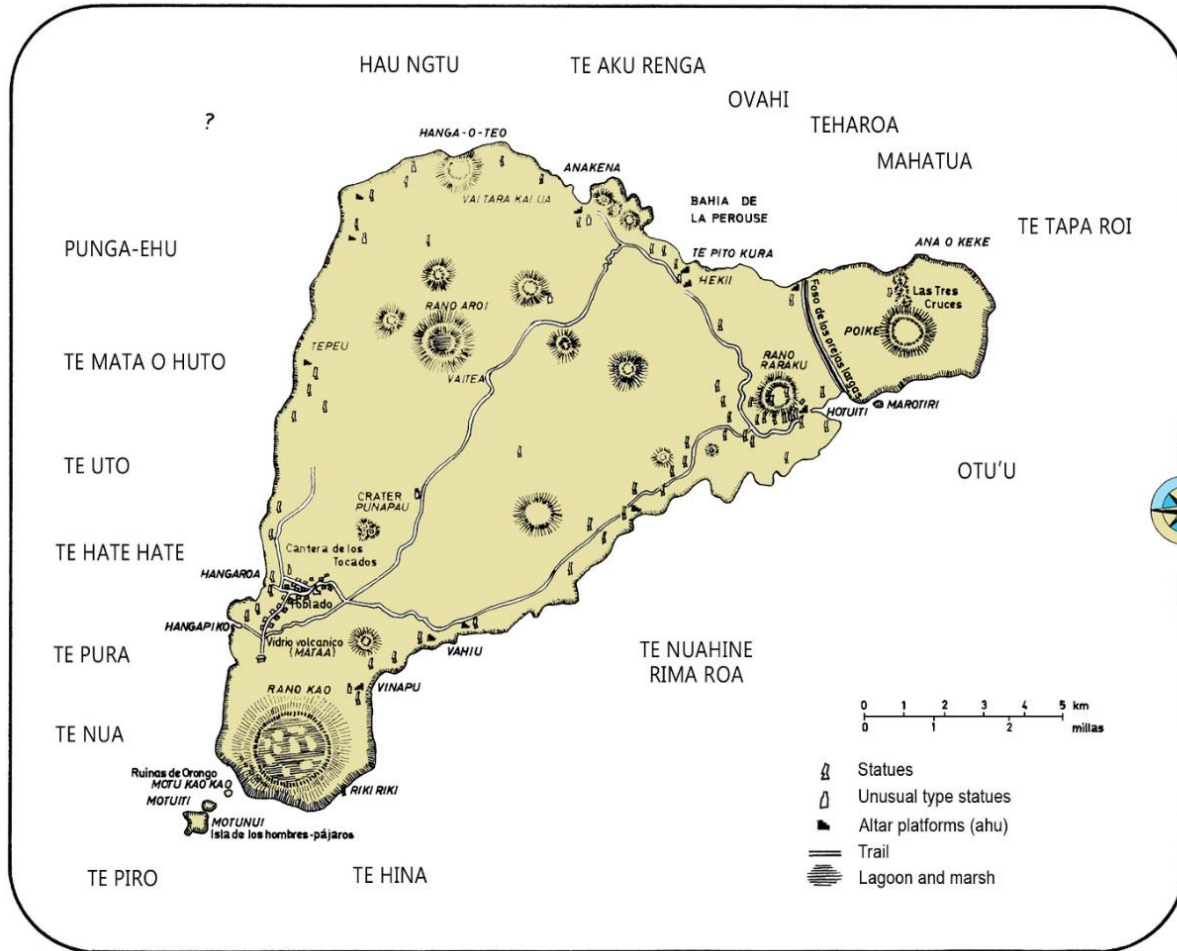 HAU NGTU
TE AKU RENGA
OVAHI
TEHAROA
MAHATUA
TE TAPA ROI
?
HANGA-O-TEO
ANAKENA
VAITARA KAI UA
BAHIA DE
LA PEROUSE
TE PITO KURA
HEKII
ANA O KEKE
Las Tres
Cruces
POIKE
Foso de los orejas largas
PUNGA-EHU
RANO AROI
TE MATA O HUTO
TEPEU
VAITEA
RANO
RARAKU
HOTUITI
MAROTIRI
TE UTO
OTU'U
CRATER
PUNAPAU
Cantera de los
Tocados
TE HATE HATE
HANGAROA
Poblado
HANGAPIKO
Vidrio volcanico
(MATAA)
VAHIU
TE PURA
TE NUAHINE
RIMA ROA
RANO KAO
VINAPU
TE NUA
Ruinas de Orongo
MOTU KAO KAO
MOTUITI
MOTUNUI
Isla de los hombres-pájaros
RIKI RIKI
TE PIRO
TE HINA
0 1 2 3 4 5 km
0 1 2 millas
Statues
Unusual type statues
Altar platforms (ahu)
Trail
Lagoon and marsh